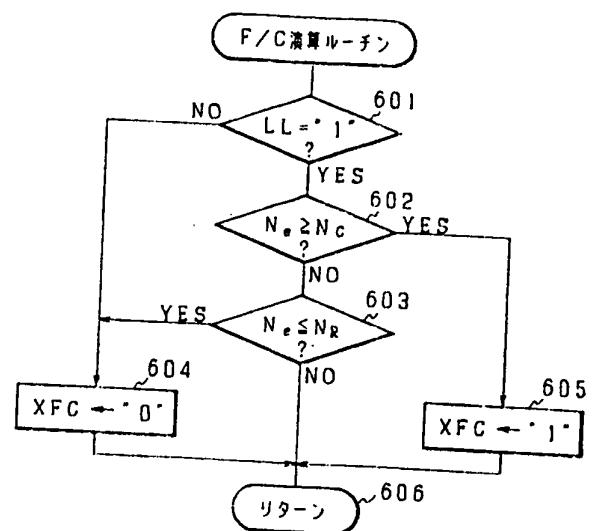 F/C演算ルーチン
601
NO
LL="1"
?
YES
602
Ne≧NC
?
YES
NO
603
YES
Ne≦NR
?
NO
604
XFC ← "0"
605
XFC ← "1"
リターン
606